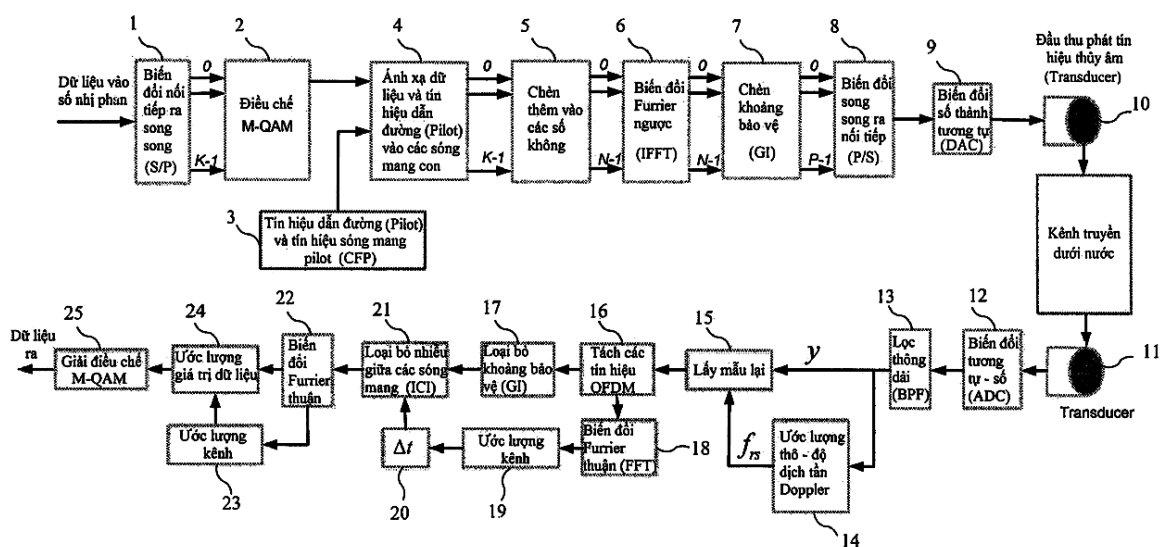 1
2
4
5
6
7
8
9
10
Dữ liệu vào
số nhị phan
Biến
đổi nối
tiếp ra
song
song
(S/P)
0
K-1
Điều chế
M-QAM
Ánh xạ dữ
liệu và tín
hiệu dẫn
đường (Pilot)
vào các sóng
mang con
0
K-1
Chèn
thêm vào
các số
không
0
N-1
Biến đổi
Furrier
ngược
(IFFT)
0
N-1
Chèn
khoảng
bảo vệ
(GI)
0
P-1
Biến đổi
song
song ra
nối tiếp
(P/S)
Biến đổi
số thành
tương tự
(DAC)
Đầu thu phát tín
hiệu thủy âm
(Transducer)
3
Tín hiệu dẫn đường (Pilot)
và tín hiệu sóng mang
pilot (CFP)
Kênh truyền
dưới nước
25
24
22
21
17
16
15
13
12
11
Dữ liệu
ra
Giải điều chế
M-QAM
Ước lượng
giá trị dữ liệu
Biến
đổi
Furrier
thuận
Loại bỏ nhiễu
giữa các sóng
mang (ICI)
Loại bỏ
khoảng bảo
vệ (GI)
Tách các
tín hiệu
OFDM
Lấy mẫu lại
y
Lọc
thông
dải
(BPF)
Biến đổi
tương
tự - số
(ADC)
Transducer
Ước lượng
kênh
23
Δt
20
Ước lượng
kênh
19
Biến đổi
Furrier
thuận (FFT)
18
frs
Ước lượng
thô - độ
dịch tần
Doppler
14